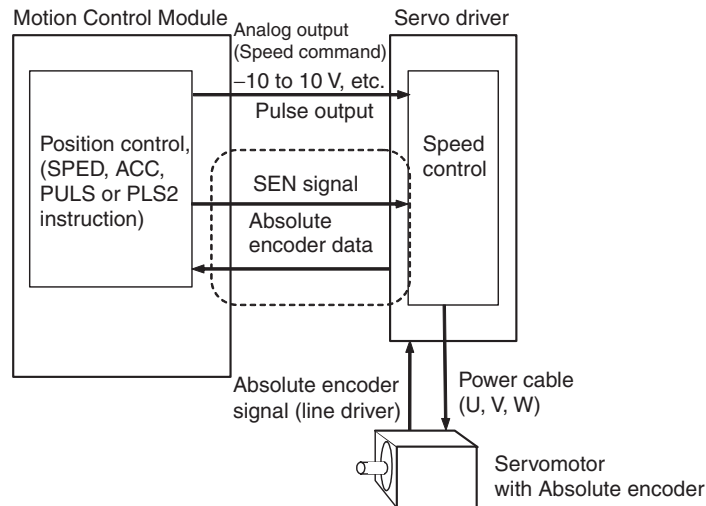 Motion Control Module
Analog output
(Speed command)
–10 to 10 V, etc.
Pulse output
Servo driver
Position control,
(SPED, ACC,
PULS or PLS2
instruction)
Speed
control
SEN signal
Absolute
encoder data
Absolute encoder
signal (line driver)
Power cable
(U, V, W)
Servomotor
with Absolute encoder